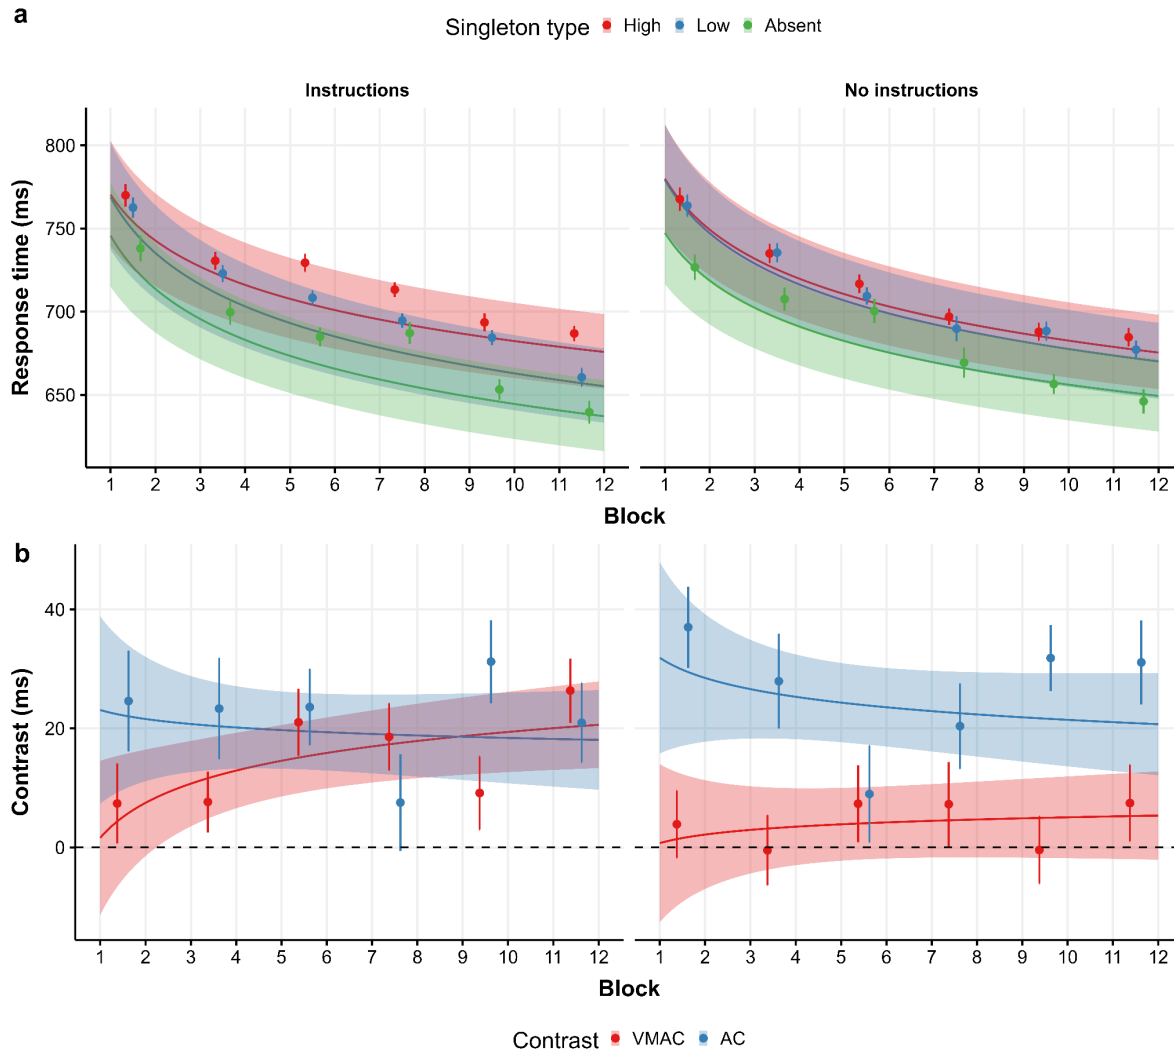 a
Singleton type High Low Absent
Instructions No instructions
Response time (ms)
800
750
700
650
1 2 3 4 5 6 7 8 9 10 11 12 1 2 3 4 5 6 7 8 9 10 11 12
Block Block
b
Contrast (ms)
40
20
0
1 2 3 4 5 6 7 8 9 10 11 12 1 2 3 4 5 6 7 8 9 10 11 12
Block Block
Contrast VMAC AC